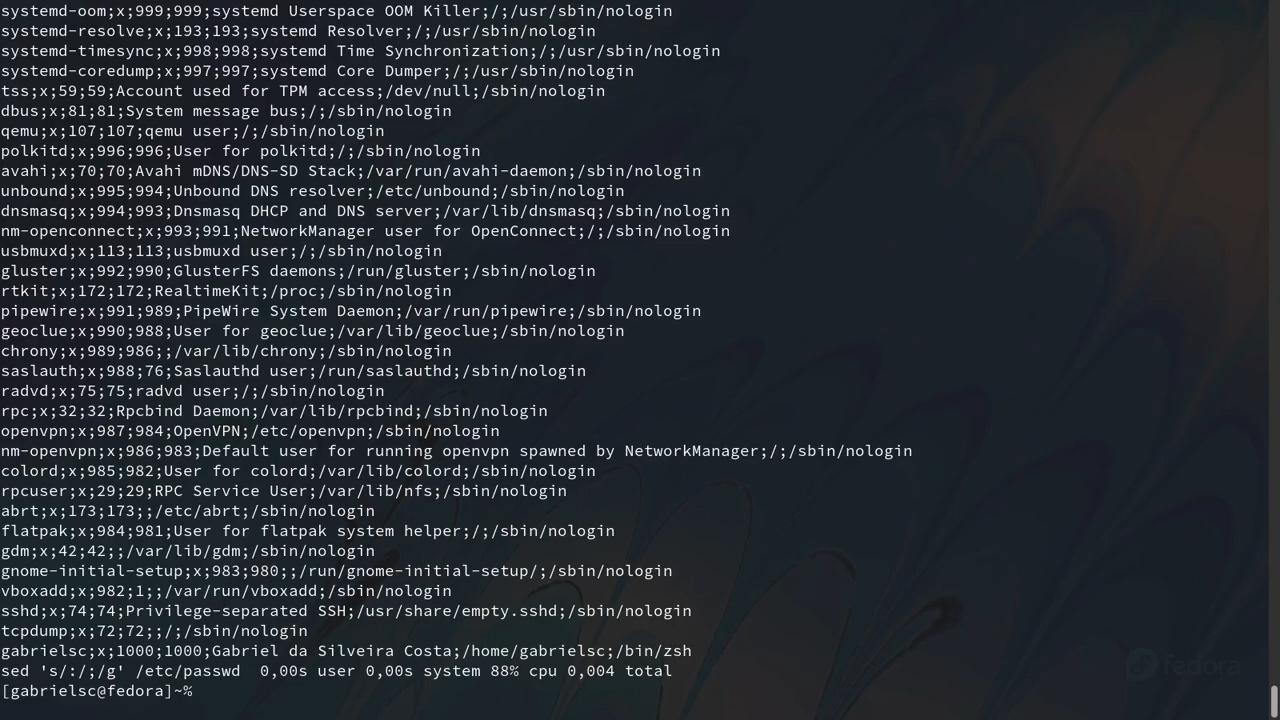 systemd-oom;x;999;999;systemd Userspace OOM Killer;/;/usr/sbin/nologin
systemd-resolve;x;193;193;systemd Resolver;/;/usr/sbin/nologin
systemd-timesync;x;998;998;systemd Time Synchronization;/;/usr/sbin/nologin
systemd-coredump;x;997;997;systemd Core Dumper;/;/usr/sbin/nologin
tss;x;59;59;Account used for TPM access;/dev/null;/sbin/nologin
dbus;x;81;81;System message bus;/;/sbin/nologin
qemu;x;107;107;qemu user;/;/sbin/nologin
polkitd;x;996;996;User for polkitd;/;/sbin/nologin
avahi;x;70;70;Avahi mDNS/DNS-SD Stack;/var/run/avahi-daemon;/sbin/nologin
unbound;x;995;994;Unbound DNS resolver;/etc/unbound;/sbin/nologin
dnsmasq;x;994;993;Dnsmasq DHCP and DNS server;/var/lib/dnsmasq;/sbin/nologin
nm-openconnect;x;993;991;NetworkManager user for OpenConnect;/;/sbin/nologin
usbmuxd;x;113;113;usbmuxd user;/;/sbin/nologin
gluster;x;992;990;GlusterFS daemons;/run/gluster;/sbin/nologin
rtkit;x;172;172;RealtimeKit;/proc;/sbin/nologin
pipewire;x;991;989;PipeWire System Daemon;/var/run/pipewire;/sbin/nologin
geoclue;x;990;988;User for geoclue;/var/lib/geoclue;/sbin/nologin
chrony;x;989;986;;/var/lib/chrony;/sbin/nologin
saslauth;x;988;76;Saslauthd user;/run/saslauthd;/sbin/nologin
radvd;x;75;75;radvd user;/;/sbin/nologin
rpc;x;32;32;Rpcbind Daemon;/var/lib/rpcbind;/sbin/nologin
openvpn;x;987;984;OpenVPN;/etc/openvpn;/sbin/nologin
nm-openvpn;x;986;983;Default user for running openvpn spawned by NetworkManager;/;/sbin/nologin
colord;x;985;982;User for colord;/var/lib/colord;/sbin/nologin
rpcuser;x;29;29;RPC Service User;/var/lib/nfs;/sbin/nologin
abrt;x;173;173;;/etc/abrt;/sbin/nologin
flatpak;x;984;981;User for flatpak system helper;/;/sbin/nologin
gdm;x;42;42;;/var/lib/gdm;/sbin/nologin
gnome-initial-setup;x;983;980;;/run/gnome-initial-setup/;/sbin/nologin
vboxadd;x;982;1;;/var/run/vboxadd;/sbin/nologin
sshd;x;74;74;Privilege-separated SSH;/usr/share/empty.sshd;/sbin/nologin
tcpdump;x;72;72;;/;/sbin/nologin
gabrielsc;x;1000;1000;Gabriel da Silveira Costa;/home/gabrielsc;/bin/zsh
sed 's/:/;/g' /etc/passwd  0,00s user 0,00s system 88% cpu 0,004 total
[gabrielsc@fedora]~%
fedora